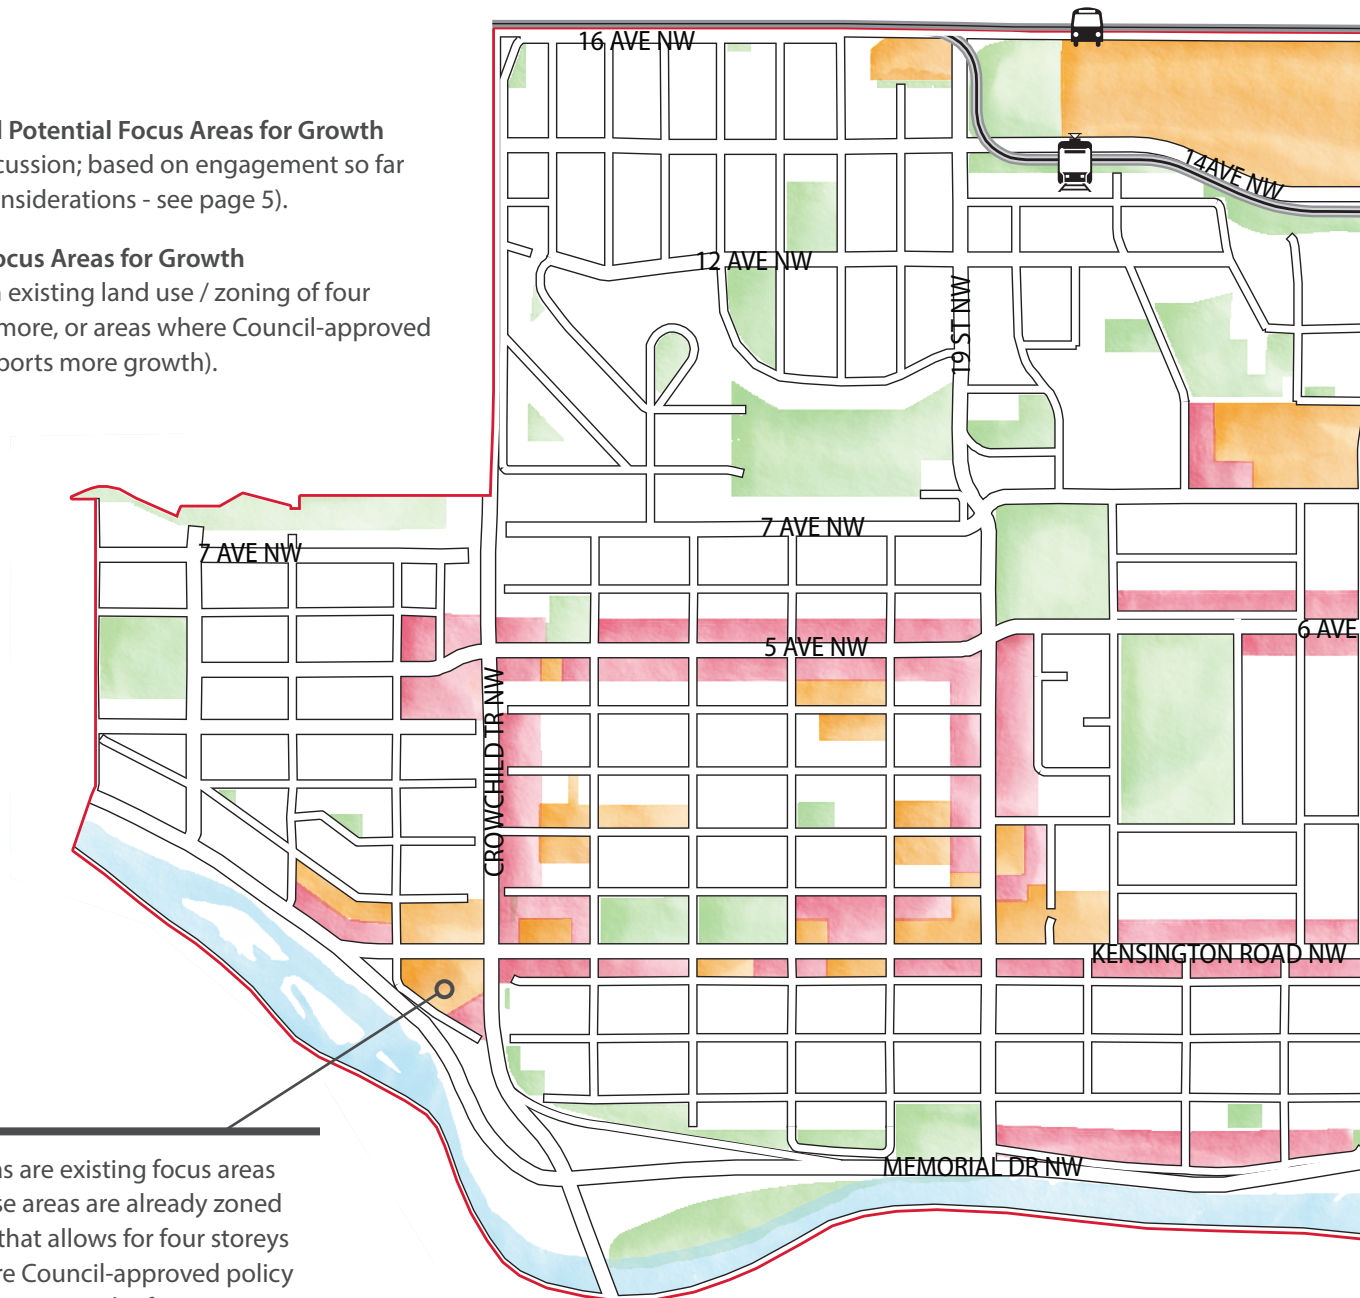 Potential Focus Areas for Growth
cussion; based on engagement so far
nsiderations - see page 5).
ocus Areas for Growth
existing land use / zoning of four
more, or areas where Council-approved
ports more growth).
16 AVE NW
14AVE NW
12 AVE NW
19 ST NW
7 AVE NW
7 AVE NW
6 AVE
5 AVE NW
CROWCHILD TR NW
KENSINGTON ROAD NW
MEMORIAL DR NW
as are existing focus areas
se areas are already zoned
that allows for four storeys
re Council-approved policy